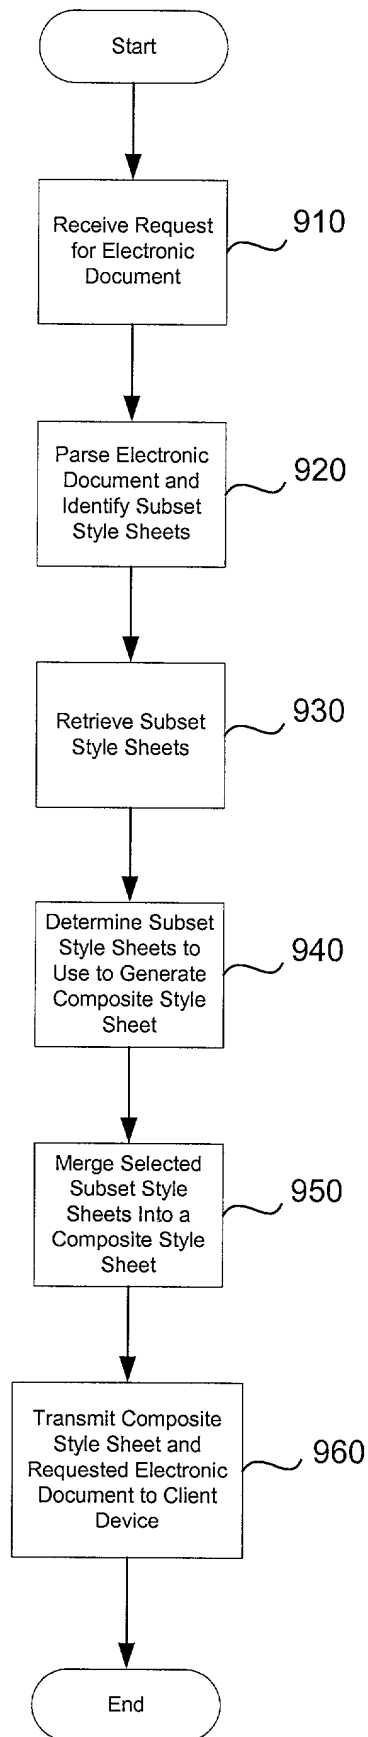 Start
Receive Request
for Electronic
Document
910
Parse Electronic
Document and
Identify Subset
Style Sheets
920
Retrieve Subset
Style Sheets
930
Determine Subset
Style Sheets to
Use to Generate
Composite Style
Sheet
940
Merge Selected
Subset Style
Sheets Into a
Composite Style
Sheet
950
Transmit Composite
Style Sheet and
Requested Electronic
Document to Client
Device
960
End